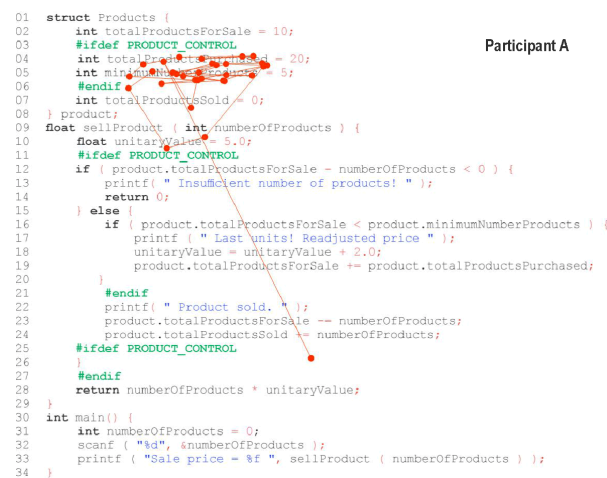 Participant A
01 struct Products {
02 int totalProductsForSale = 10;
03 #ifdef PRODUCT_CONTROL
04 int totalProductsPurchased = 20;
05 int minimumNumberProducts = 5;
06 #endif
07 int totalProductsSold = 0;
08 } product;
09 float sellProduct ( int numberOfProducts ) {
10 float unitaryValue = 5.0;
11 #ifdef PRODUCT_CONTROL
12 if ( product.totalProductsForSale - numberOfProducts < 0 ) {
13 printf( " Insufficient number of products! " );
14 return 0;
15 } else {
16 if ( product.totalProductsForSale < product.minimumNumberProducts ) {
17 printf ( " Last units! Readjusted price " );
18 unitaryValue = unitaryValue + 2.0;
19 product.totalProductsForSale += product.totalProductsPurchased;
20 }
21 #endif
22 printf( " Product sold. " );
23 product.totalProductsForSale -= numberOfProducts;
24 product.totalProductsSold += numberOfProducts;
25 #ifdef PRODUCT_CONTROL
26 }
27 #endif
28 return numberOfProducts * unitaryValue;
29 }
30 int main() {
31 int numberOfProducts = 0;
32 scanf ( "%d", &numberOfProducts );
33 printf ( "Sale price = %f ", sellProduct ( numberOfProducts ) );
34 }